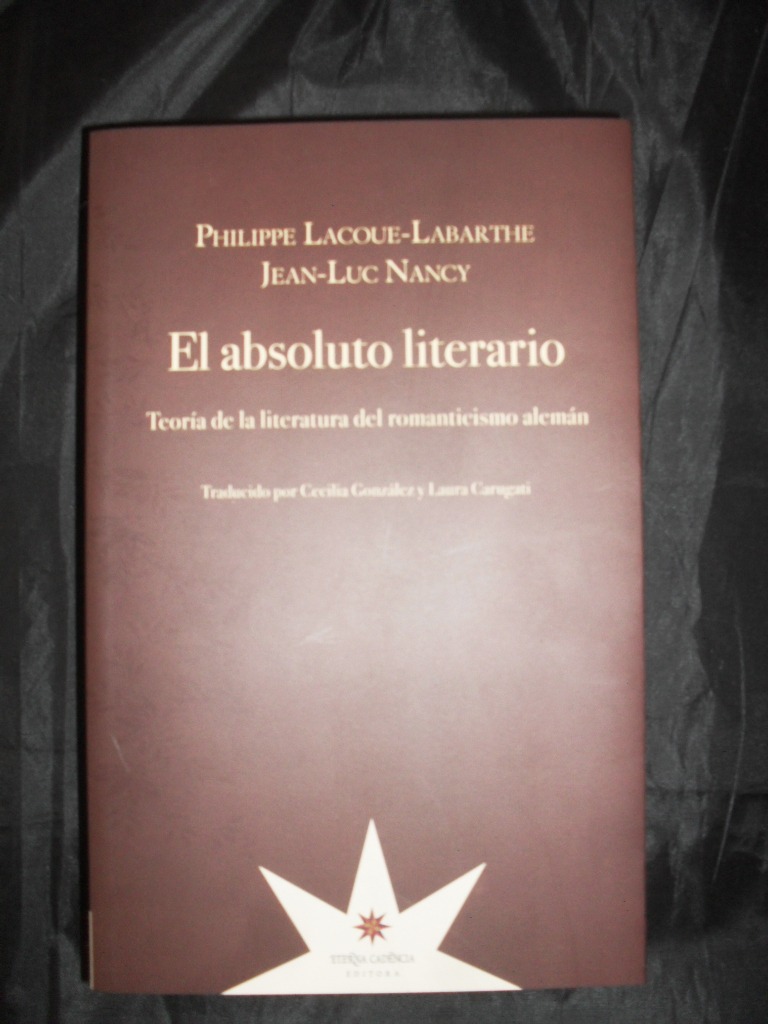 PHILIPPE LACOUE-LABARTHE
JEAN-LUC NANCY
El absoluto literario
Teoría de la literatura del romanticismo alemán
Traducido por Cecilia González y Laura Carugati
ETERNA CADENCIA
EDITORA